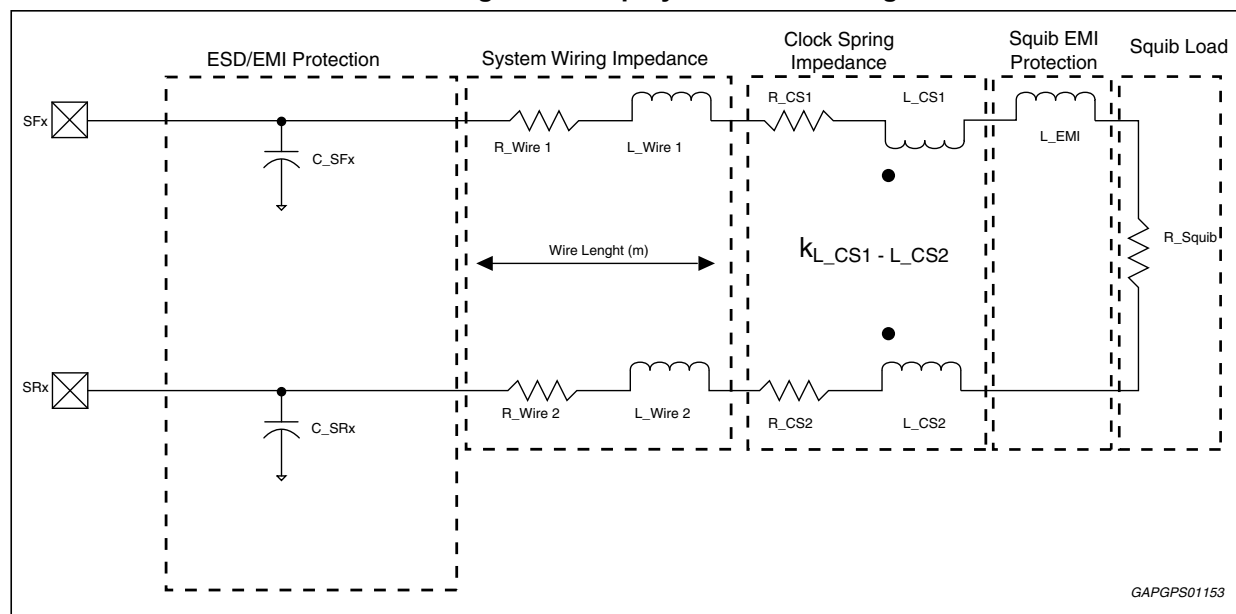 ESD/EMI Protection
System Wiring Impedance
Clock Spring
Impedance
Squib EMI
Protection
Squib Load
SFx
C_SFx
R_Wire 1
L_Wire 1
R_CS1
L_CS1
L_EMI
R_Squib
Wire Lenght (m)
kL_CS1 - L_CS2
SRx
C_SRx
R_Wire 2
L_Wire 2
R_CS2
L_CS2
GAPGPS01153